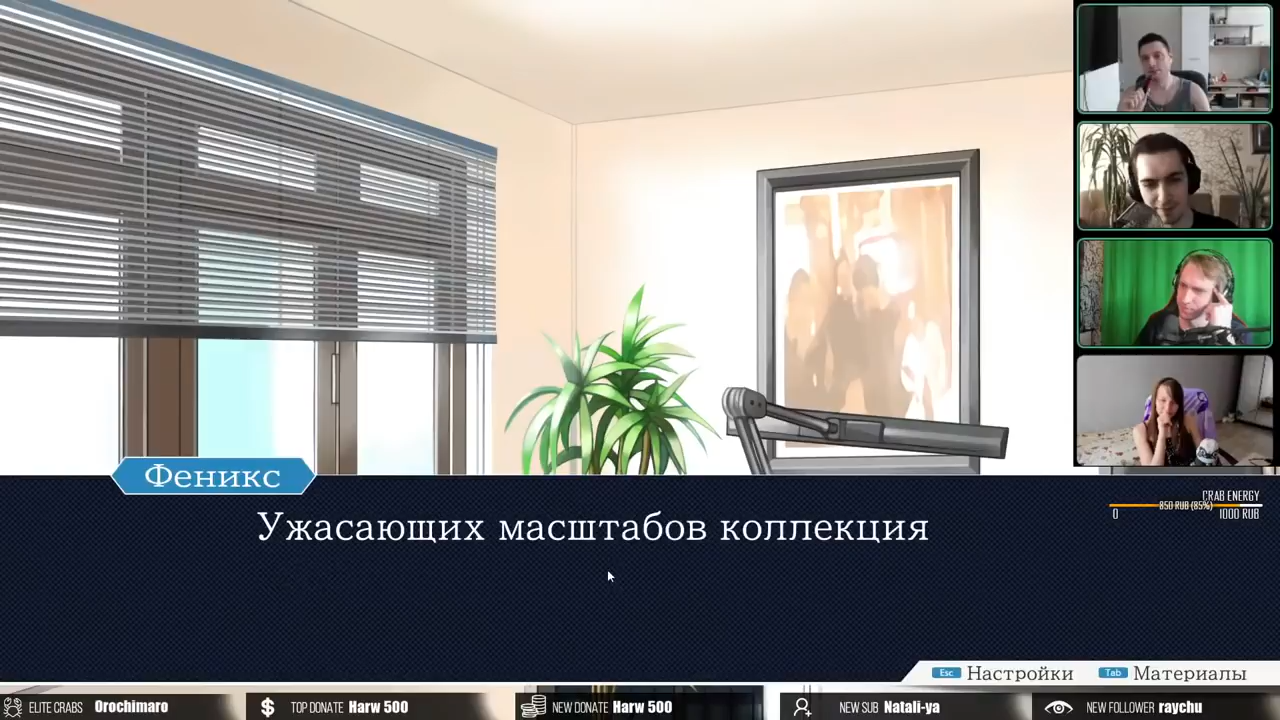 Феникс
Ужасающих масштабов коллекция
CRAB ENERGY
850 RUB (85%)
0 1000 RUB
Esc Настройки Tab Материалы
ELITE CRABS Orochimaro TOP DONATE Harw 500 NEW DONATE Harw 500 NEW SUB Natali-ya NEW FOLLOWER raychu